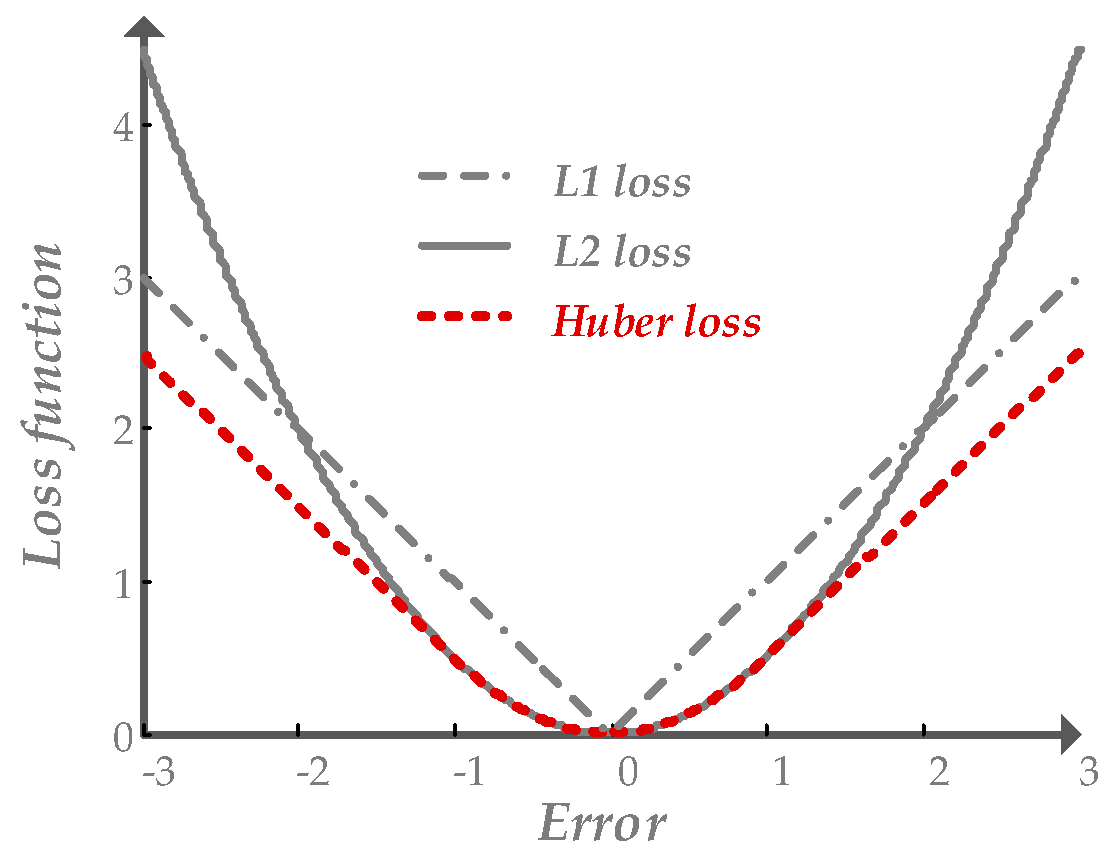 4
3
2
1
0
Loss function
L1 loss
L2 loss
Huber loss
-3 -2 -1 0 1 2 3
Error